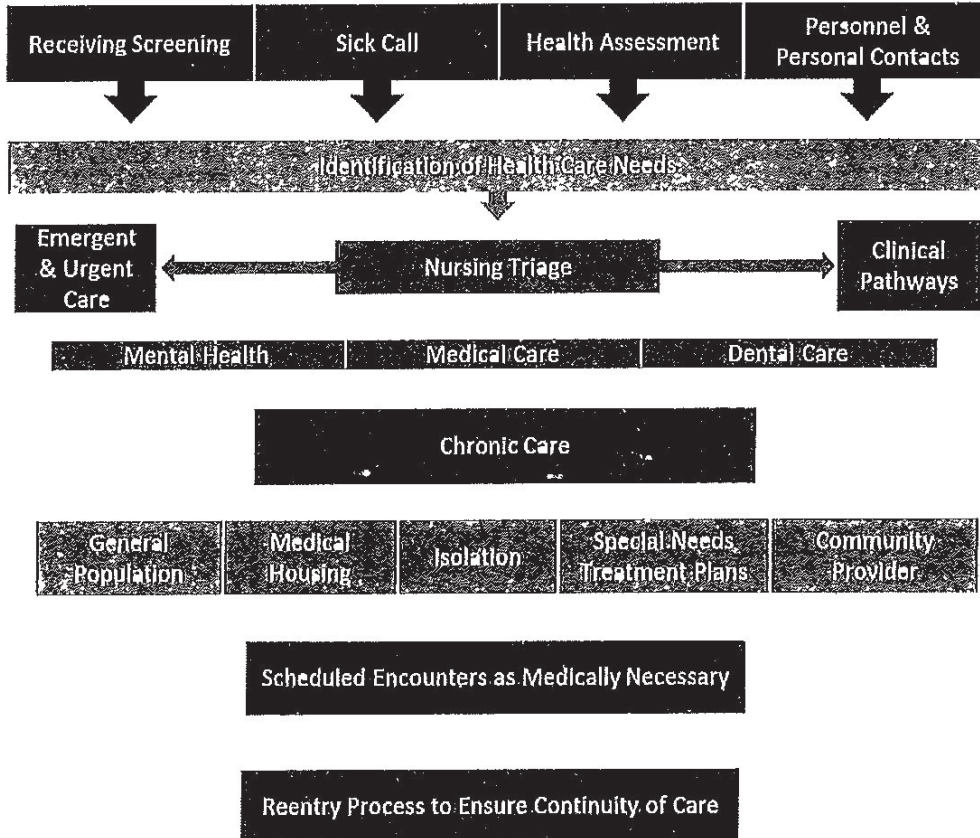 Receiving Screening
Sick Call
Health Assessment
Personnel &
Personal Contacts
Identification of Health Care Needs
Emergent
& Urgent
Care
Nursing Triage
Clinical
Pathways
Mental Health
Medical Care
Dental Care
Chronic Care
General
Population
Medical
Housing
Isolation
Special Needs
Treatment Plans
Community
Provider
Scheduled Encounters as Medically Necessary
Reentry Process to Ensure Continuity of Care